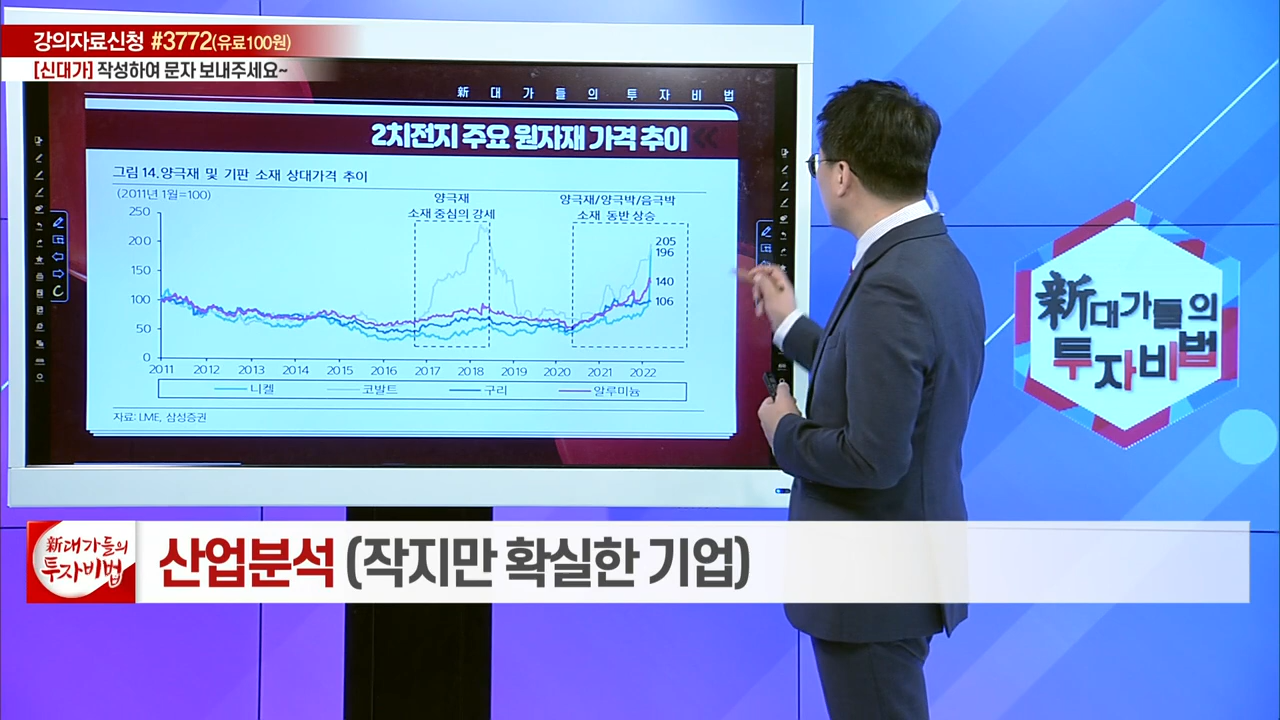 강의자료신청 #3772(유료100원)
[신대가] 작성하여 문자 보내주세요~
新 대 가 들 의 투 자 비 법
2차전지 주요 원자재 가격 추이
그림 14. 양극재 및 기판 소재 상대가격 추이
(2011년 1월=100)
양극재
소재 중심의 강세
양극재/양극박/음극박
소재 동반 상승
250
200
150
100
50
0
205
196
140
106
2011 2012 2013 2014 2015 2016 2017 2018 2019 2020 2021 2022
니켈 코발트 구리 알루미늄
자료: LME, 삼성증권
新대가들의
투자비법
新대가들의
투자비법
산업분석 (작지만 확실한 기업)